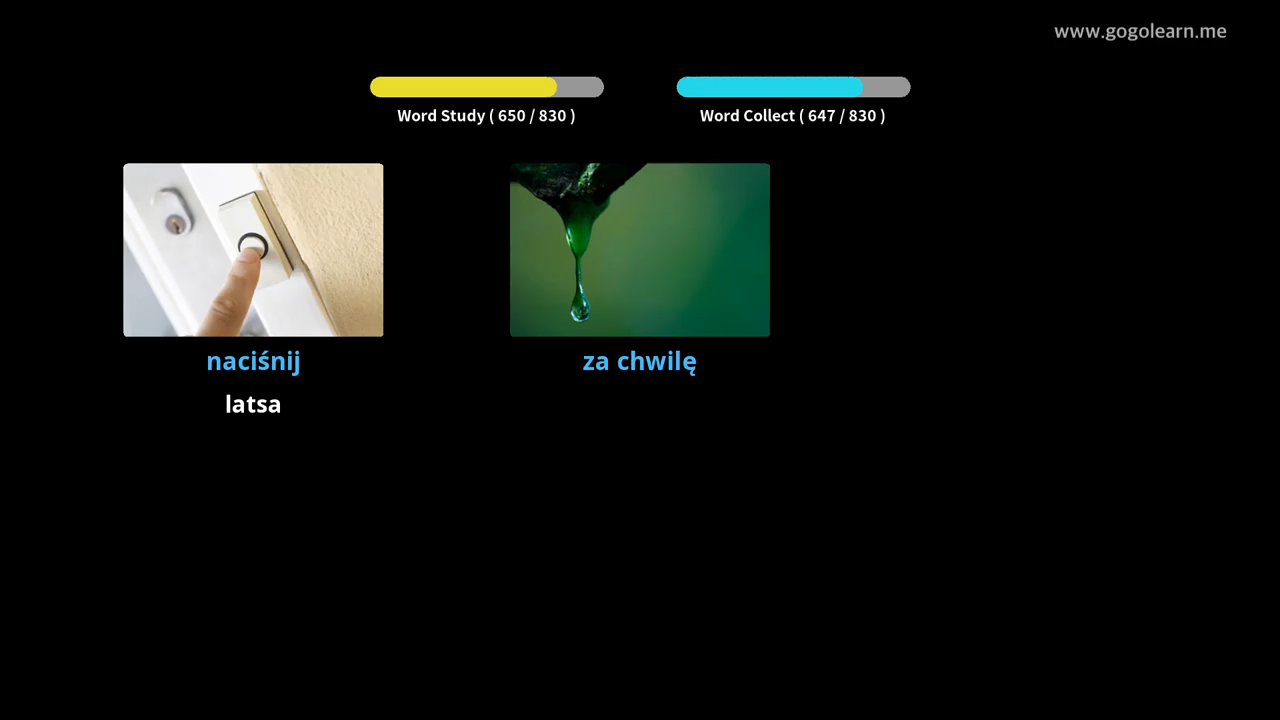 www.gogolearn.me
Word Study ( 650 / 830 )
Word Collect ( 647 / 830 )
naciśnij
za chwilę
latsa